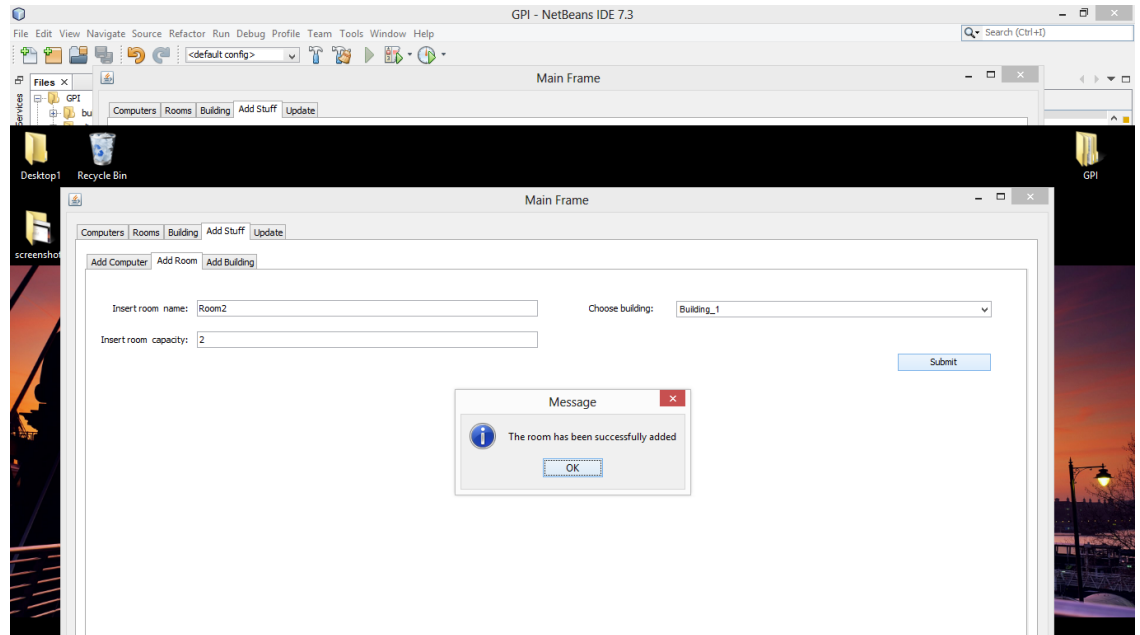 GPI - NetBeans IDE 7.3
File Edit View Navigate Source Refactor Run Debug Profile Team Tools Window Help
Search (Ctrl+I)
<default config>
Files
Main Frame
Services
GPI
bu
Computers Rooms Building Add Stuff Update
Desktop1
Recycle Bin
GPI
Main Frame
screenshot
Computers Rooms Building Add Stuff Update
Add Computer Add Room Add Building
Insert room name: Room2
Choose building: Building_1
Insert room capacity: 2
Submit
Message
The room has been successfully added
OK